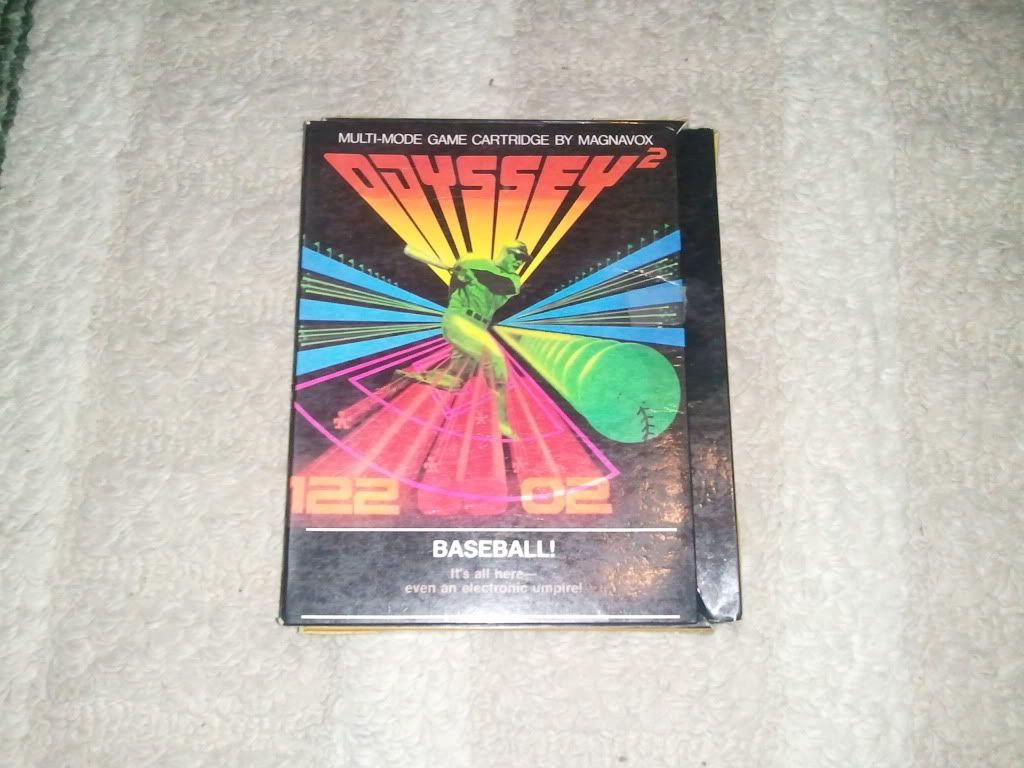 MULTI-MODE GAME CARTRIDGE BY MAGNAVOX
ODYSSEY²
122 02
BASEBALL!
It's all here—
even an electronic umpire!